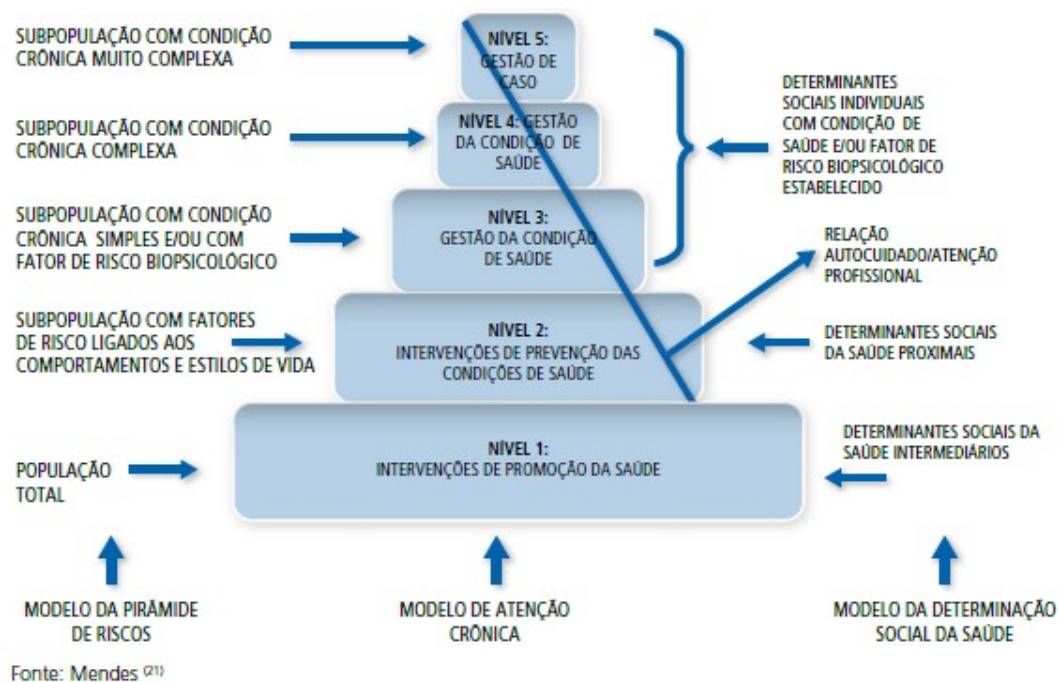 SUBPOPULAÇÃO COM CONDIÇÃO
CRÔNICA MUITO COMPLEXA
NÍVEL 5:
GESTÃO DE
CASO
DETERMINANTES
SOCIAIS INDIVIDUAIS
COM CONDIÇÃO DE
SAÚDE E/OU FATOR DE
RISCO BIOPSICOLÓGICO
ESTABELECIDO
SUBPOPULAÇÃO COM CONDIÇÃO
CRÔNICA COMPLEXA
NÍVEL 4: GESTÃO
DA CONDIÇÃO DE
SAÚDE
SUBPOPULAÇÃO COM CONDIÇÃO
CRÔNICA SIMPLES E/OU COM
FATOR DE RISCO BIOPSICOLÓGICO
NÍVEL 3:
GESTÃO DA CONDIÇÃO
DE SAÚDE
RELAÇÃO
AUTOCUIDADO/ATENÇÃO
PROFISSIONAL
SUBPOPULAÇÃO COM FATORES
DE RISCO LIGADOS AOS
COMPORTAMENTOS E ESTILOS DE VIDA
NÍVEL 2:
INTERVENÇÕES DE PREVENÇÃO DAS
CONDIÇÕES DE SAÚDE
DETERMINANTES SOCIAIS
DA SAÚDE PROXIMAIS
POPULAÇÃO
TOTAL
NÍVEL 1:
INTERVENÇÕES DE PROMOÇÃO DA SAÚDE
DETERMINANTES SOCIAIS DA
SAÚDE INTERMEDIÁRIOS
MODELO DA PIRÂMIDE
DE RISCOS
MODELO DE ATENÇÃO
CRÔNICA
MODELO DA DETERMINAÇÃO
SOCIAL DA SAÚDE
Fonte: Mendes (21)